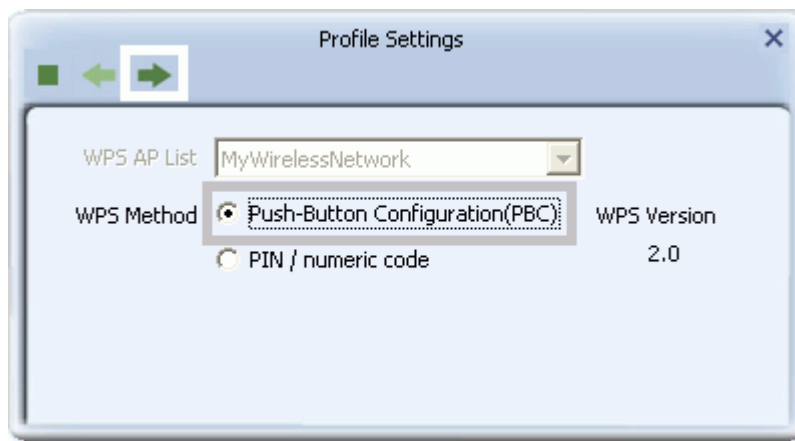 Profile Settings
WPS AP List MyWirelessNetwork
WPS Method Push-Button Configuration(PBC) WPS Version
PIN / numeric code 2.0